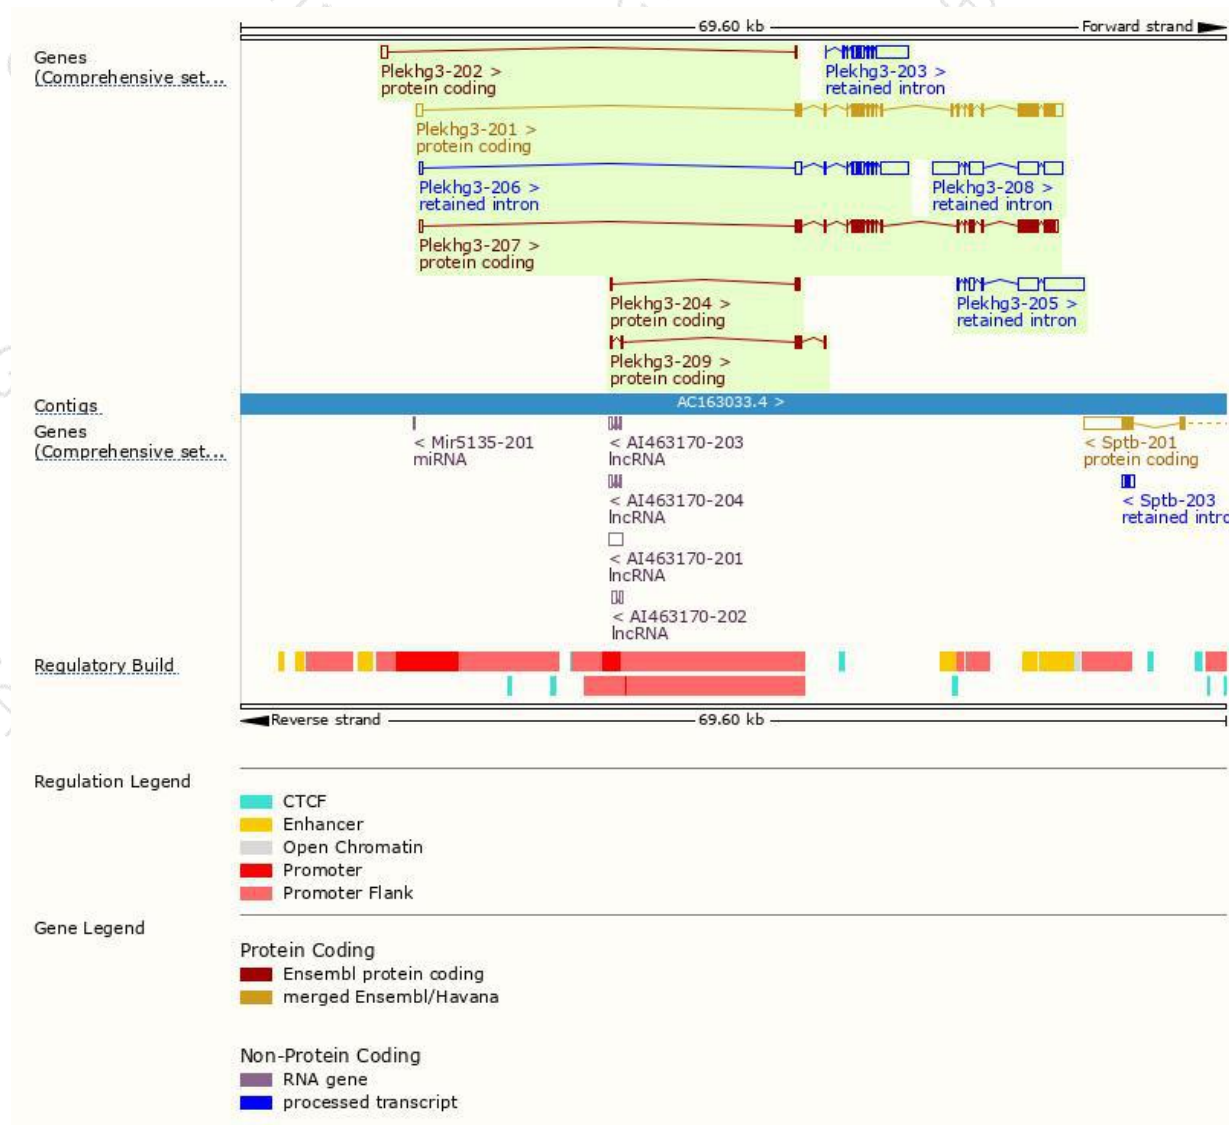 69.60 kb
Forward strand
Genes
(Comprehensive set...
Plekhg3-202 >
protein coding
Plekhg3-203 >
retained intron
Plekhg3-201 >
protein coding
Plekhg3-206 >
retained intron
Plekhg3-208 >
retained intron
Plekhg3-207 >
protein coding
Plekhg3-204 >
protein coding
Plekhg3-205 >
retained intron
Plekhg3-209 >
protein coding
Contigs
AC163033.4 >
Genes
(Comprehensive set...
< Mir5135-201
miRNA
< AI463170-203
lncRNA
< Sptb-201
protein coding
< AI463170-204
lncRNA
< Sptb-203
retained intro
< AI463170-201
lncRNA
< AI463170-202
lncRNA
Regulatory Build
Reverse strand
69.60 kb
Regulation Legend
CTCF
Enhancer
Open Chromatin
Promoter
Promoter Flank
Gene Legend
Protein Coding
Ensembl protein coding
merged Ensembl/Havana
Non-Protein Coding
RNA gene
processed transcript